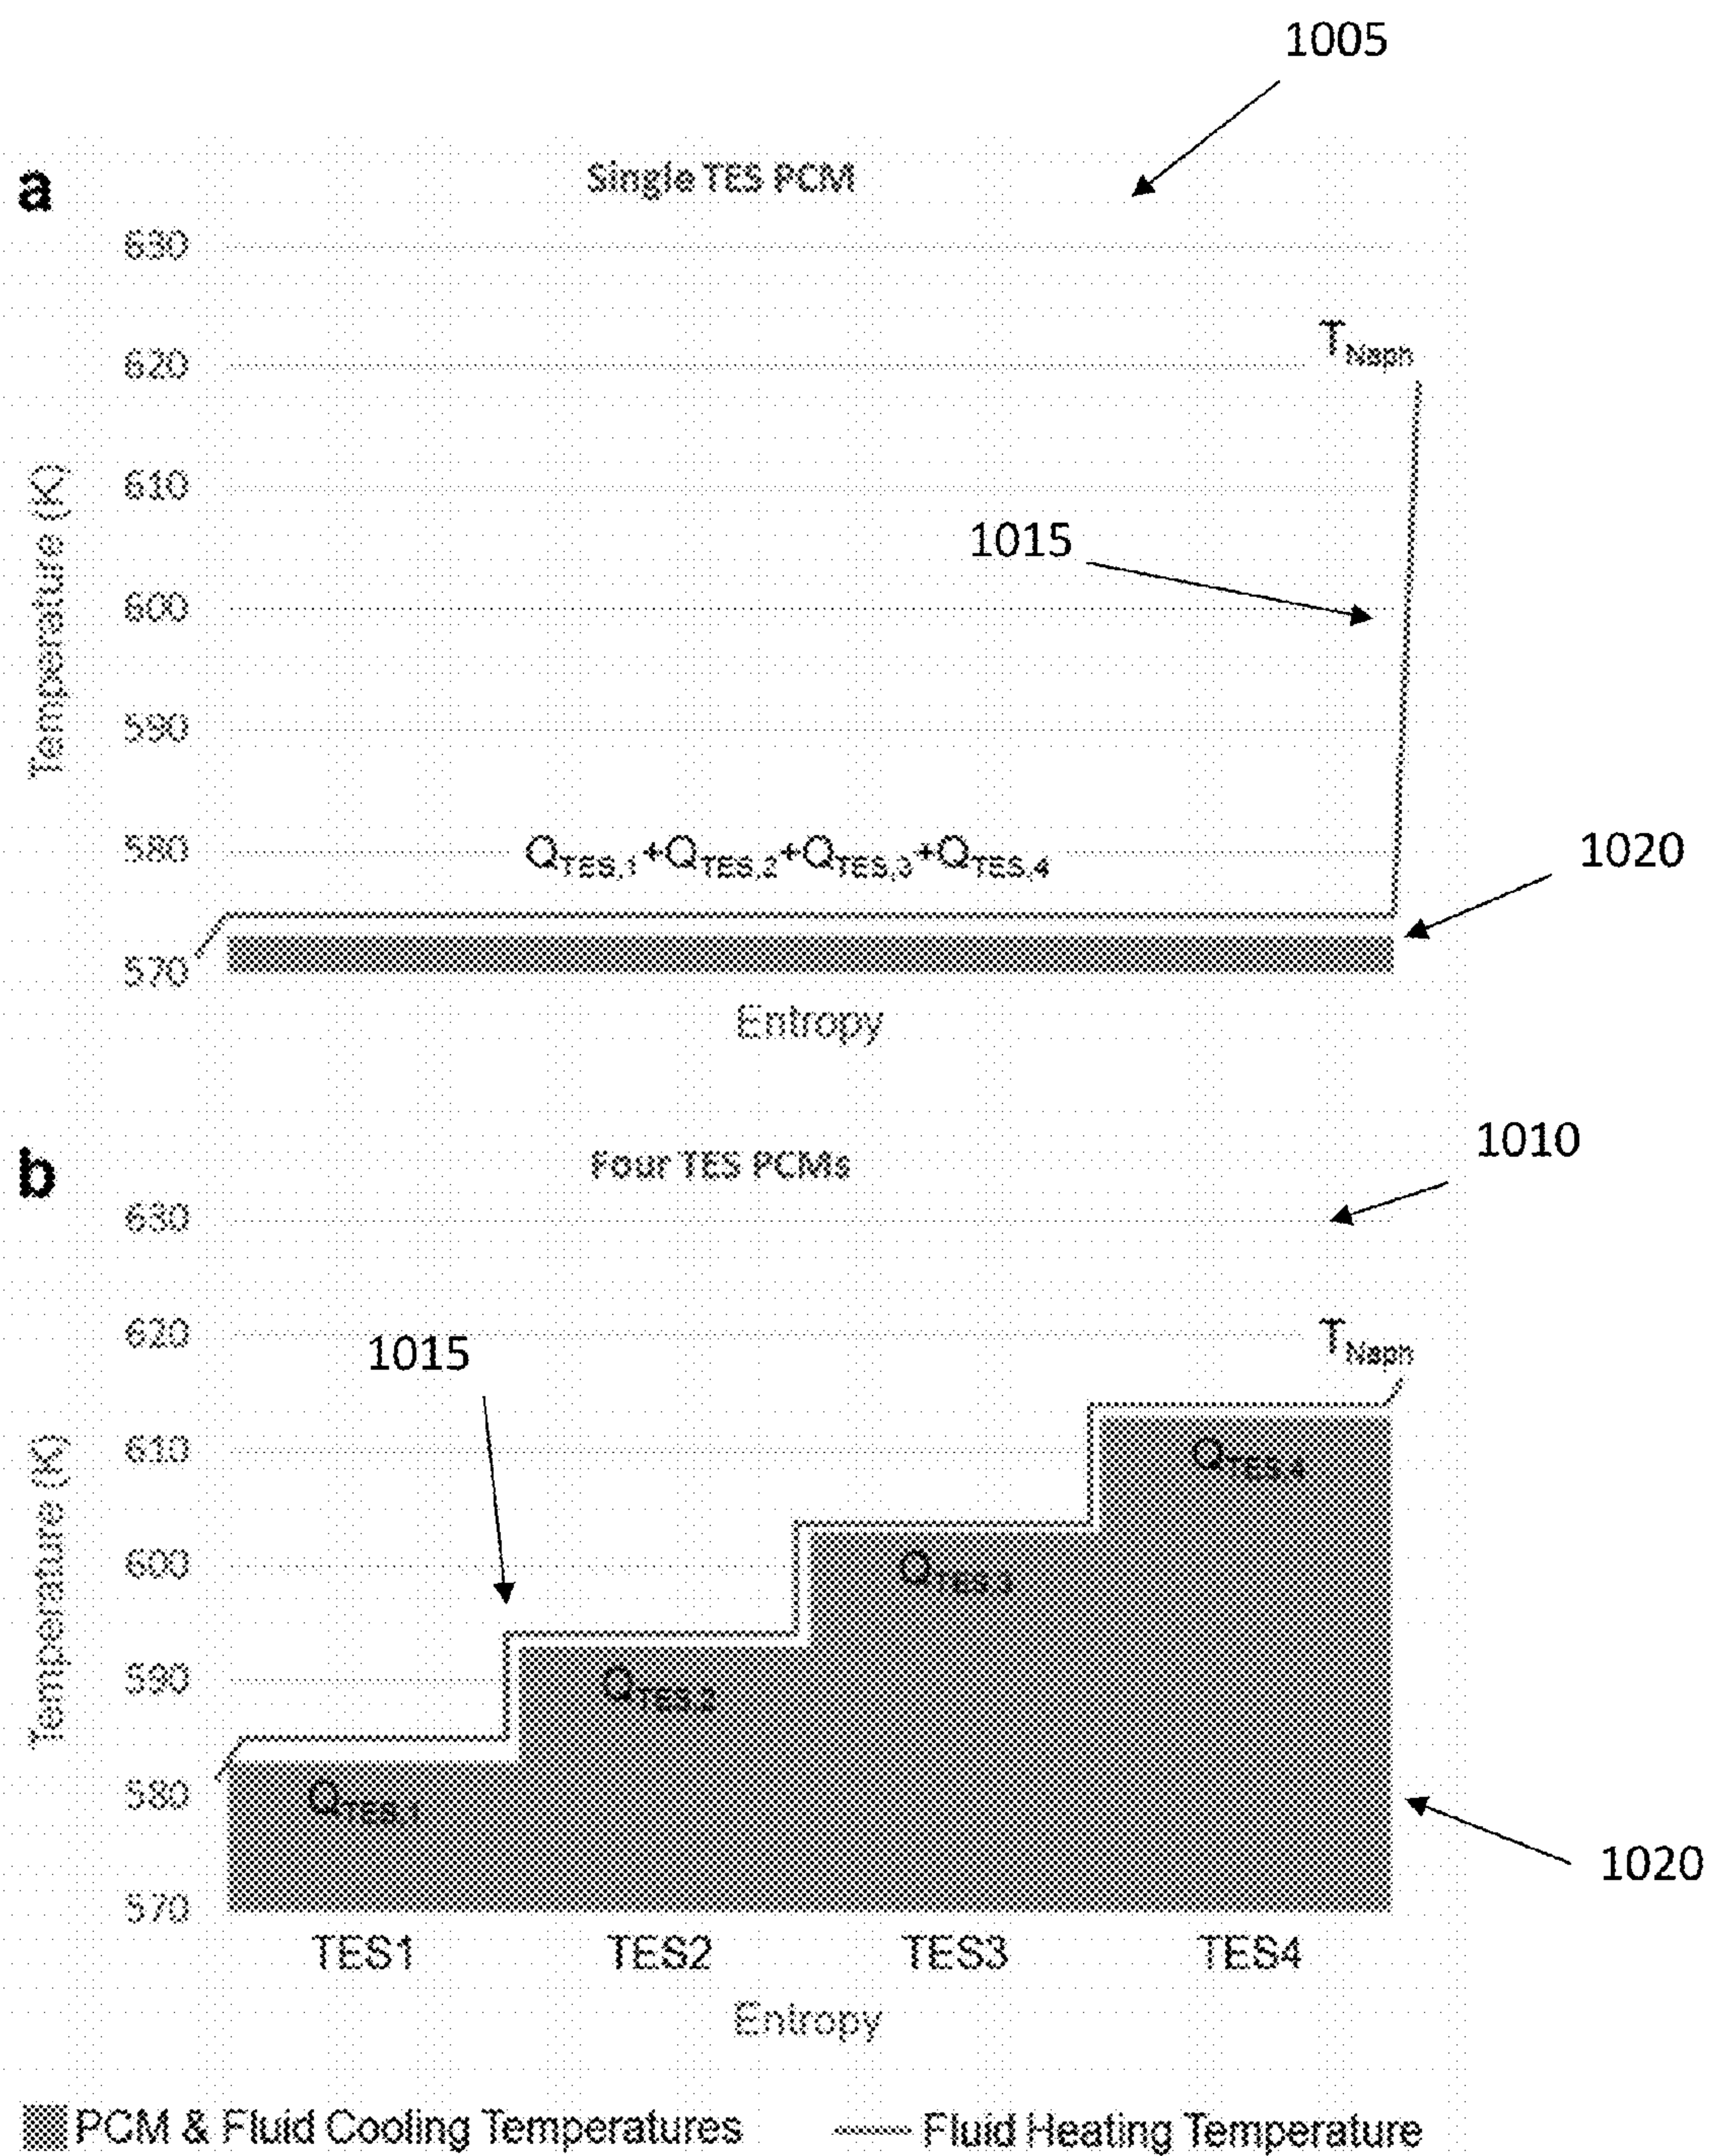 1005
a
Single TES PCM
630
620
T_Naph
610
1015
600
590
580
Q_TES,1+Q_TES,2+Q_TES,3+Q_TES,4
1020
570
Temperature (K)
Entropy
1010
b
Four TES PCMs
630
620
1015
T_Naph
610
Q_TES,4
600
Q_TES,3
590
Q_TES,2
580
Q_TES,1
1020
570
Temperature (K)
TES1 TES2 TES3 TES4
Entropy
PCM & Fluid Cooling Temperatures
Fluid Heating Temperature